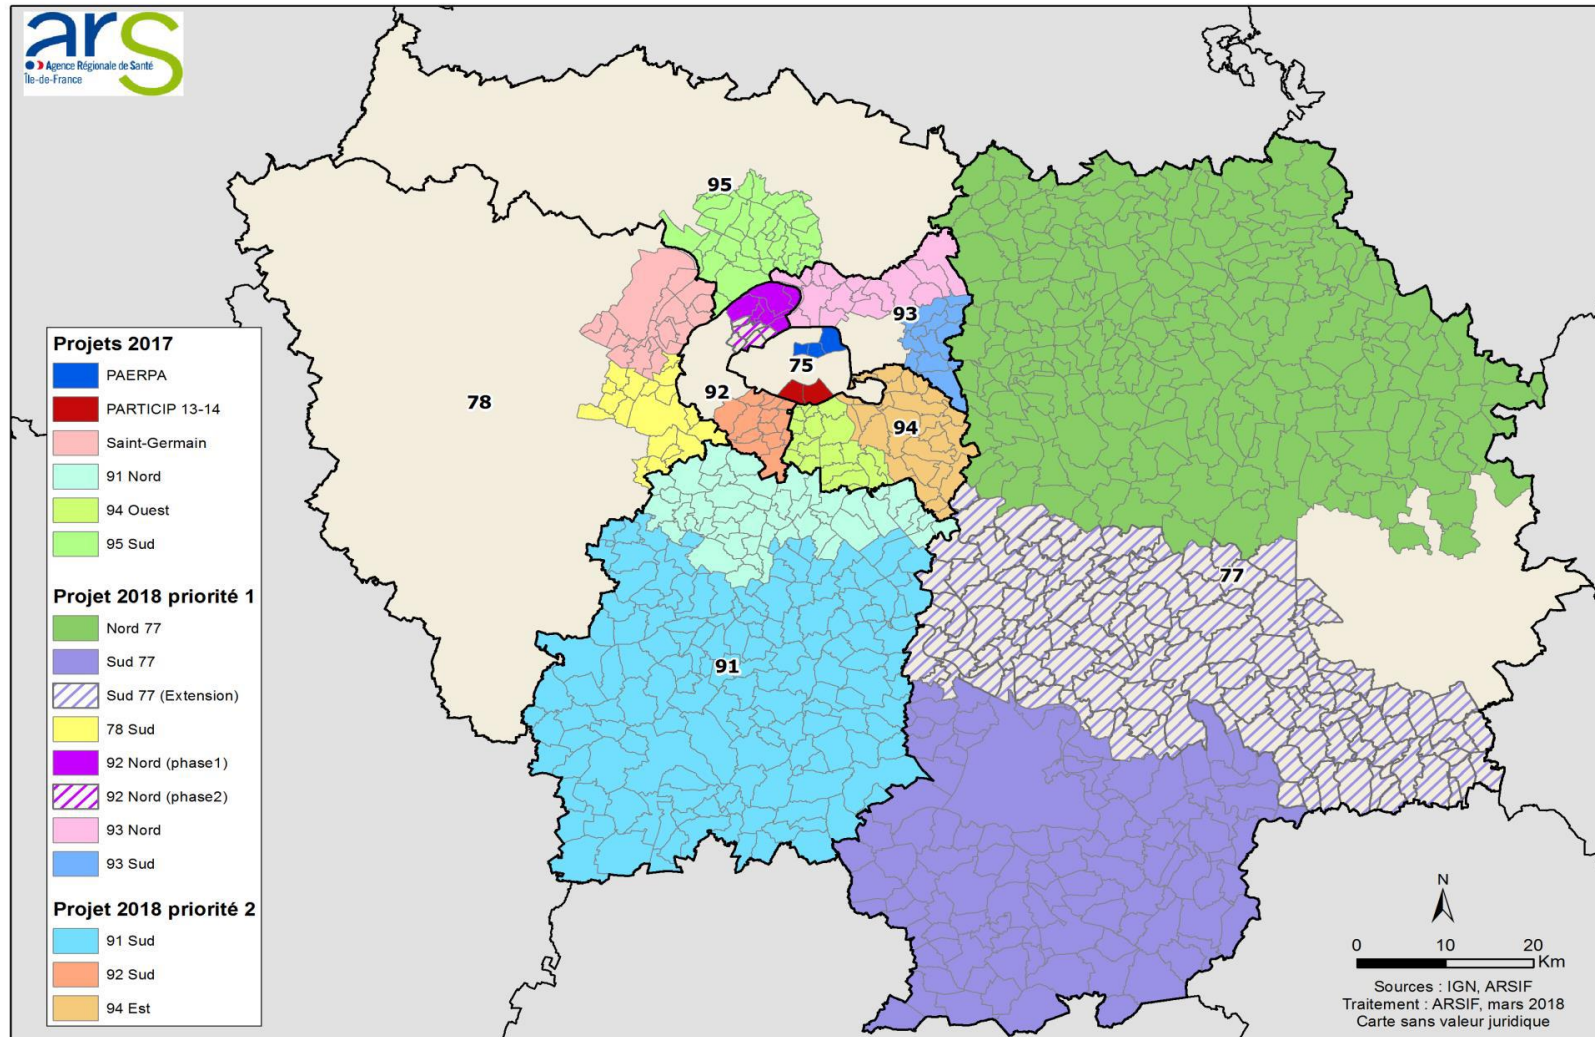 ars
Agence Régionale de Santé
Île-de-France
95
93
75
78
92
94
77
91
Projets 2017
PAERPA
PARTICIP 13-14
Saint-Germain
91 Nord
94 Ouest
95 Sud
Projet 2018 priorité 1
Nord 77
Sud 77
Sud 77 (Extension)
78 Sud
92 Nord (phase1)
92 Nord (phase2)
93 Nord
93 Sud
Projet 2018 priorité 2
91 Sud
92 Sud
94 Est
N
0 10 20
Km
Sources : IGN, ARSIF
Traitement : ARSIF, mars 2018
Carte sans valeur juridique